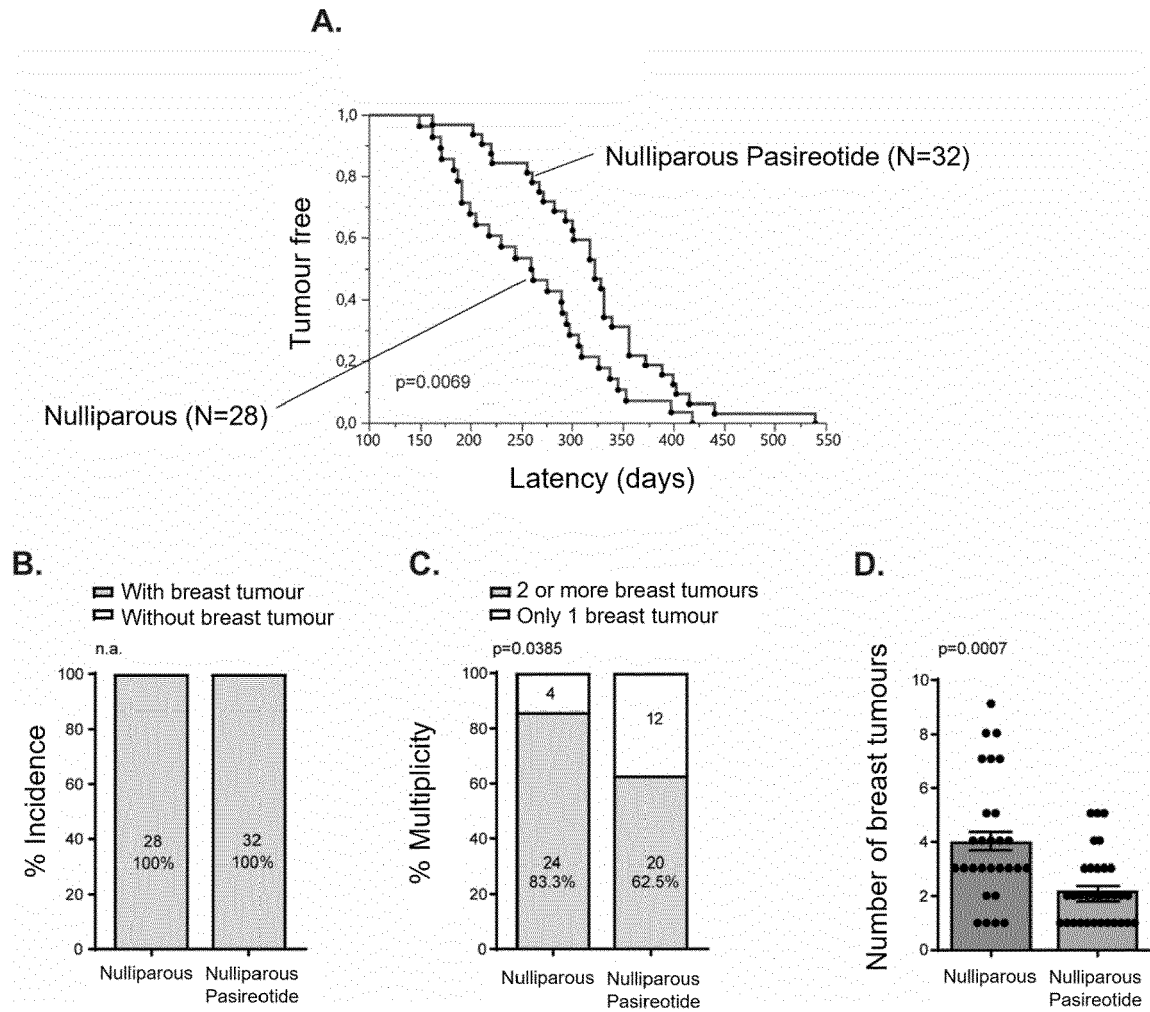 A.
1,0
0,8
0,6
0,4
0,2
0,0
Tumour free
Nulliparous Pasireotide (N=32)
p=0.0069
Nulliparous (N=28)
100 150 200 250 300 350 400 450 500 550
Latency (days)
B.
With breast tumour
Without breast tumour
n.a.
% Incidence
100
80
60
40
20
0
28
100%
32
100%
Nulliparous
Nulliparous
Pasireotide
C.
2 or more breast tumours
Only 1 breast tumour
p=0.0385
% Multiplicity
100
80
60
40
20
0
4
24
83.3%
12
20
62.5%
Nulliparous
Nulliparous
Pasireotide
D.
p=0.0007
Number of breast tumours
10
8
6
4
2
0
Nulliparous
Nulliparous
Pasireotide